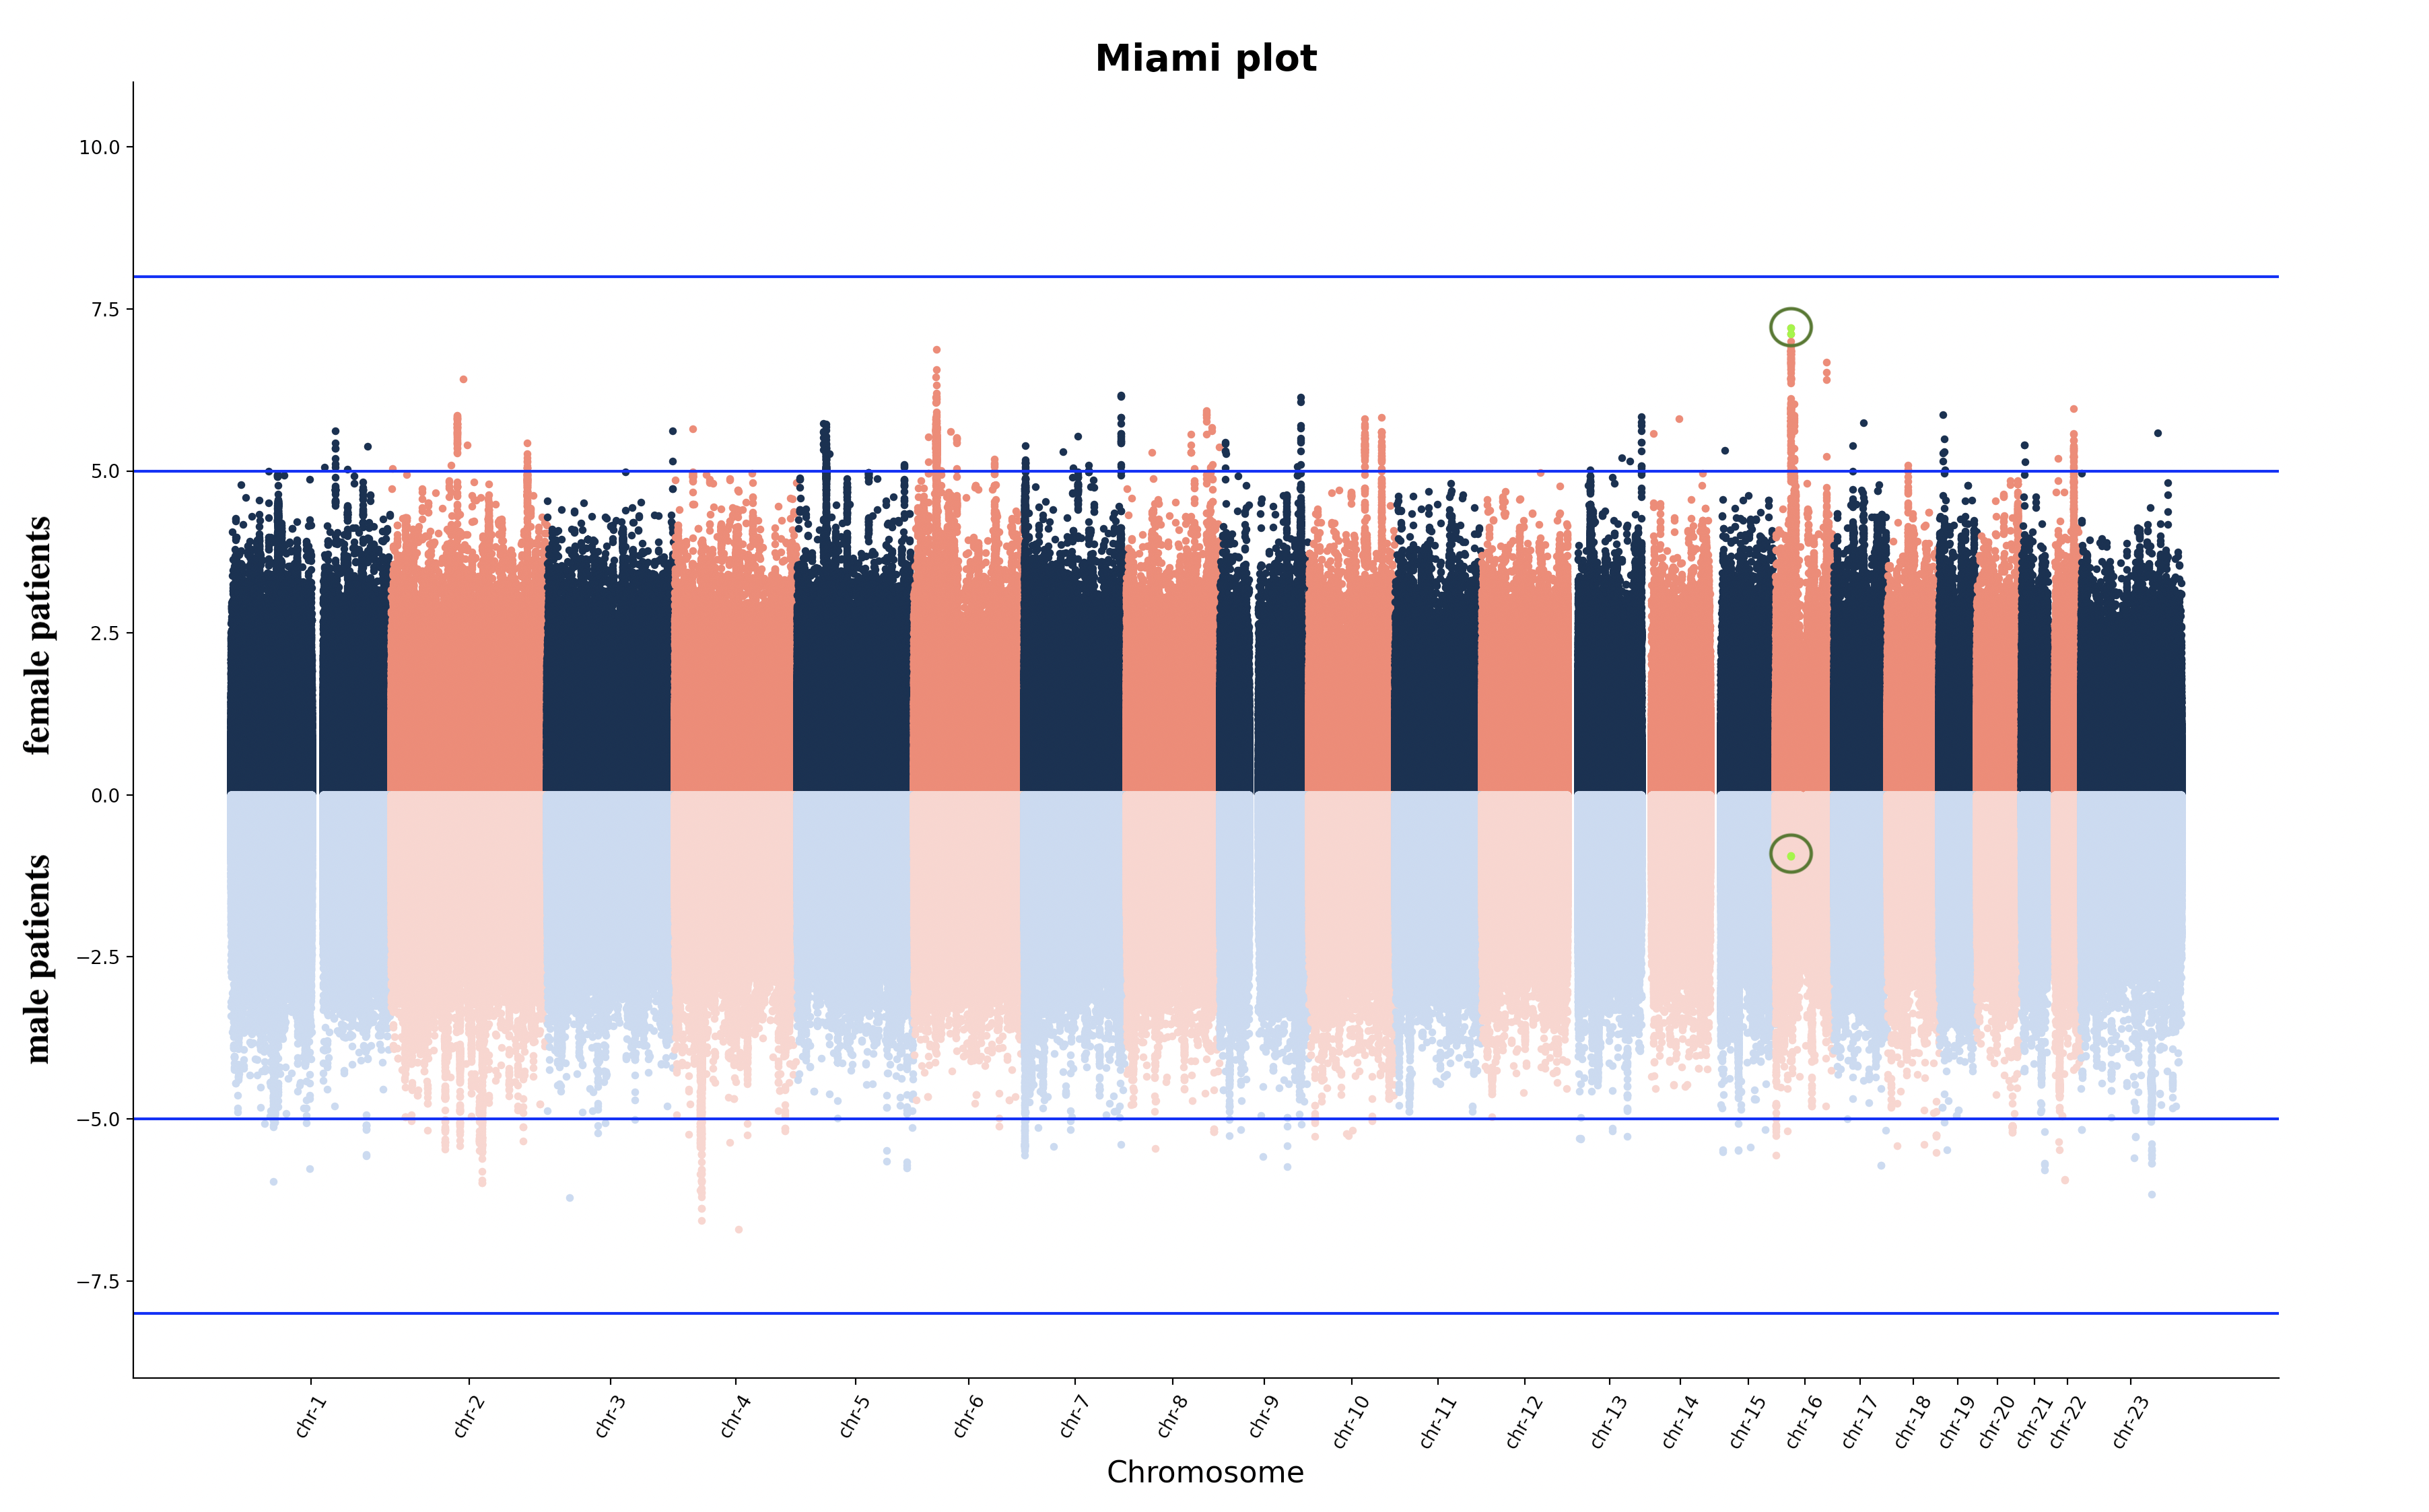 Miami plot
10.0
7.5
5.0
2.5
0.0
−2.5
−5.0
−7.5
female patients
male patients
chr-1
chr-2
chr-3
chr-4
chr-5
chr-6
chr-7
chr-8
chr-9
chr-10
chr-11
chr-12
chr-13
chr-14
chr-15
chr-16
chr-17
chr-18
chr-19
chr-20
chr-21
chr-22
chr-23
Chromosome